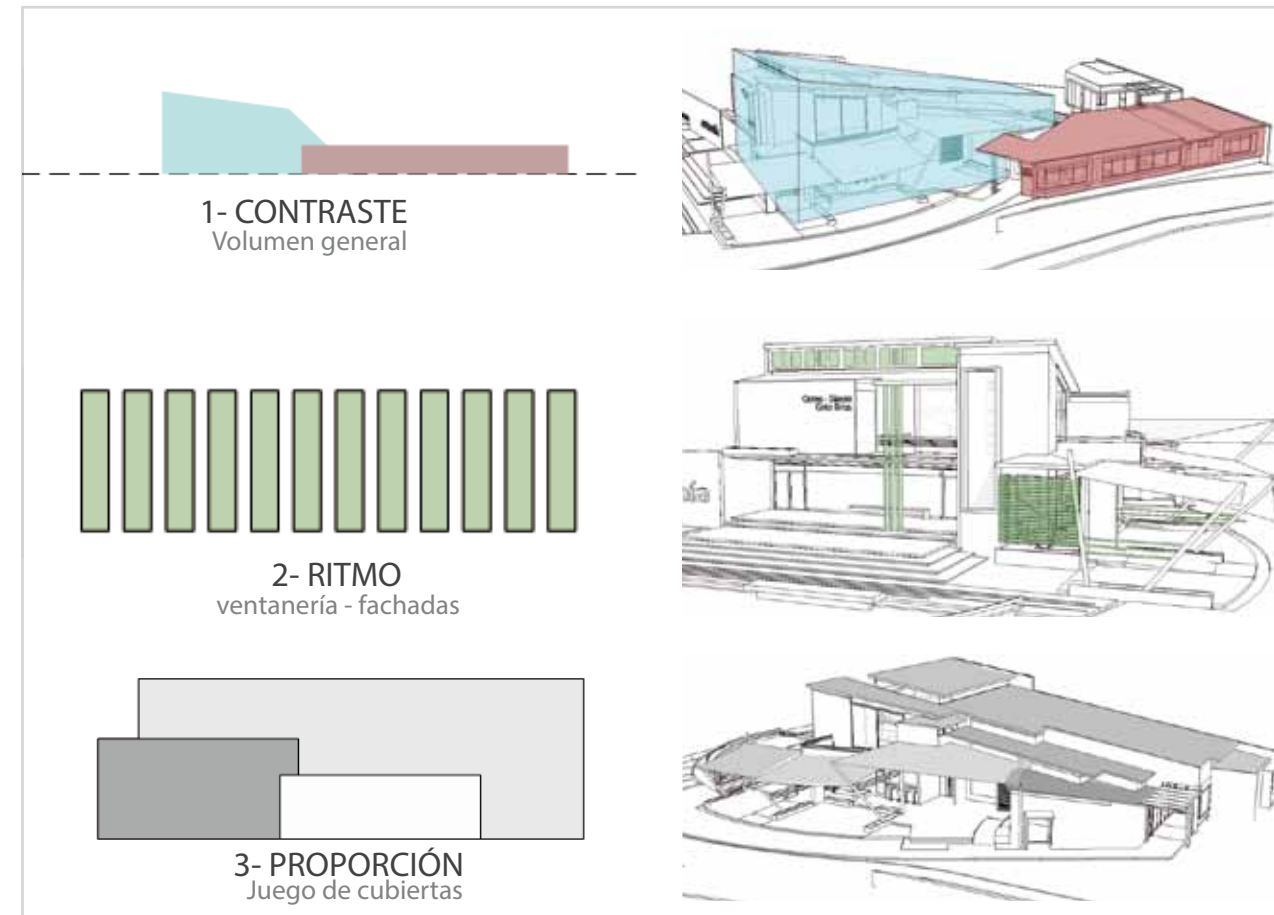 1- CONTRASTE
Volumen general
2- RITMO
ventanería - fachadas
3- PROPORCIÓN
Juego de cubiertas